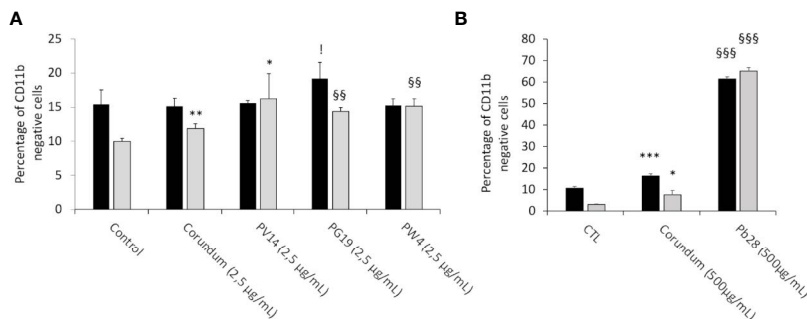 A
Percentage of CD11b
negative cells
25
20
15
10
5
0
**
*
!
§§
§§
Control
Corundum (2,5 µg/mL)
PV14 (2,5 µg/mL)
PG19 (2,5 µg/mL)
PW4 (2,5 µg/mL)
B
Percentage of CD11b
negative cells
80
70
60
50
40
30
20
10
0
***
*
§§§
§§§
CTL
Corundum (500µg/mL)
Pb28 (500µg/mL)